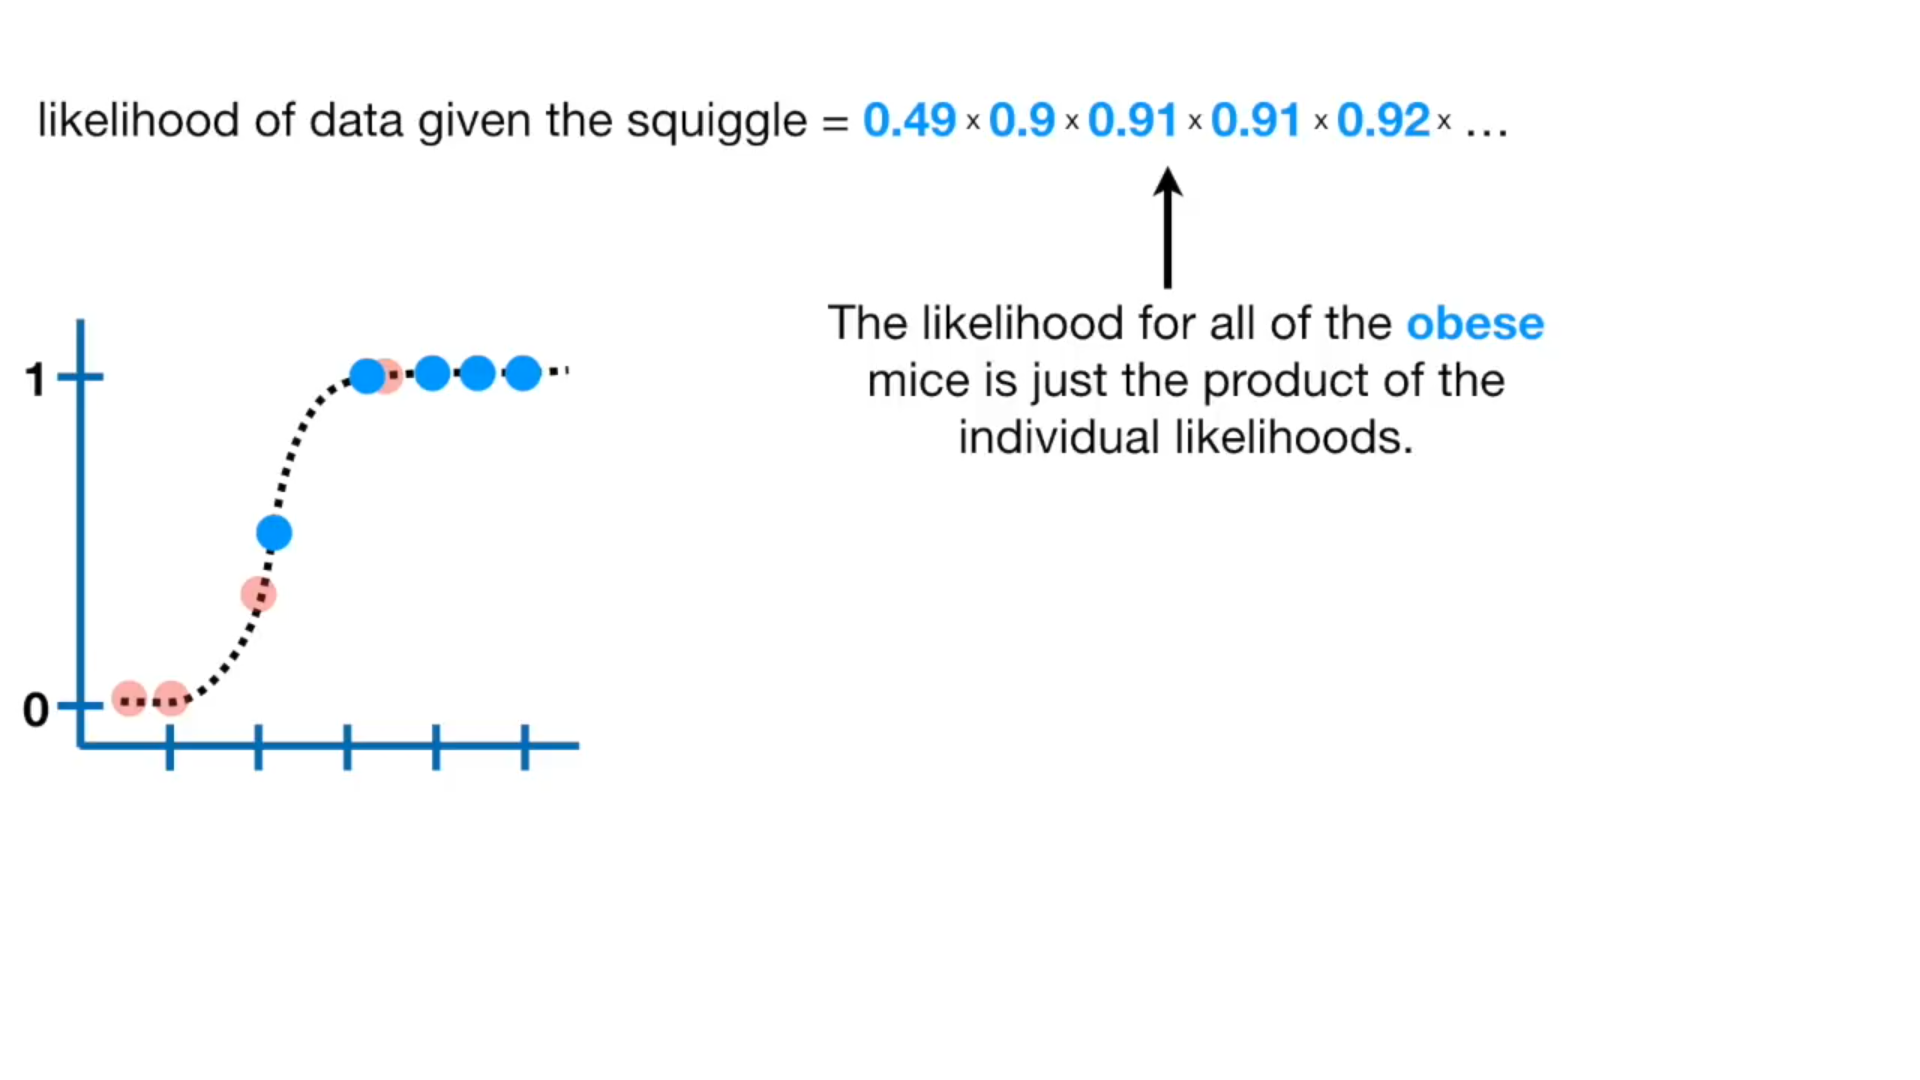 likelihood of data given the squiggle = 0.49 x 0.9 x 0.91 x 0.91 x 0.92 x ...
The likelihood for all of the obese
mice is just the product of the
individual likelihoods.
1
0